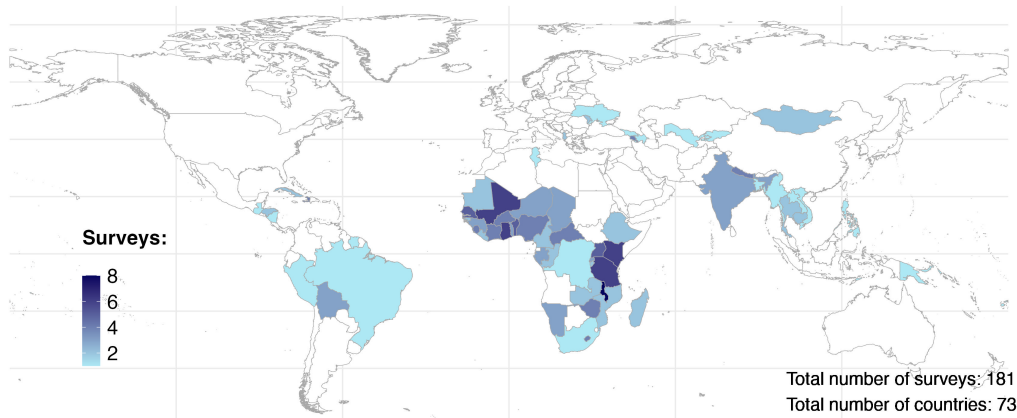 Surveys:
8
6
4
2
Total number of surveys: 181
Total number of countries: 73